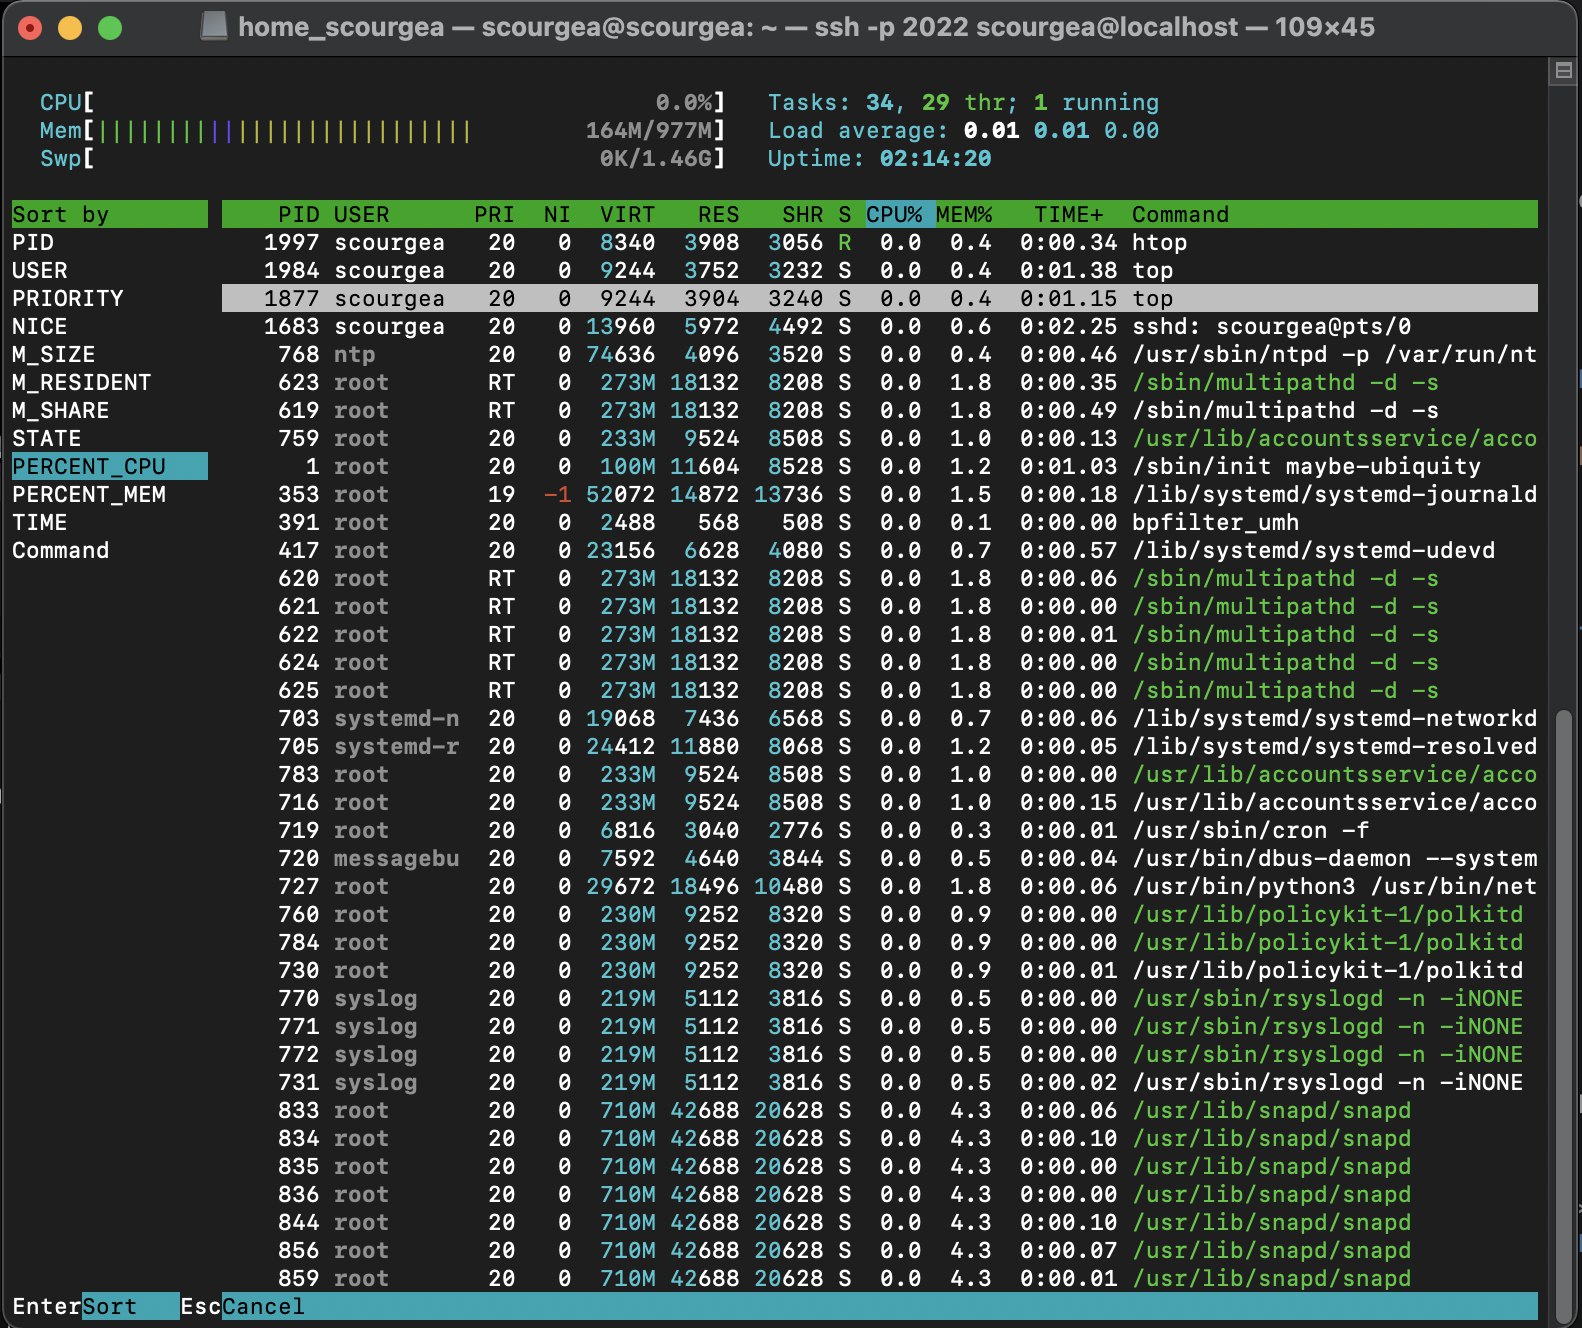 home_scourgea — scourgea@scourgea: ~ — ssh -p 2022 scourgea@localhost — 109×45
CPU[ 0.0%] Tasks: 34, 29 thr; 1 running
Mem[||||||||||||||||||||||||||| 164M/977M] Load average: 0.01 0.01 0.00
Swp[ 0K/1.46G] Uptime: 02:14:20
Sort by PID USER PRI NI VIRT RES SHR S CPU% MEM% TIME+ Command
PID 1997 scourgea 20 0 8340 3908 3056 R 0.0 0.4 0:00.34 htop
USER 1984 scourgea 20 0 9244 3752 3232 S 0.0 0.4 0:01.38 top
PRIORITY 1877 scourgea 20 0 9244 3904 3240 S 0.0 0.4 0:01.15 top
NICE 1683 scourgea 20 0 13960 5972 4492 S 0.0 0.6 0:02.25 sshd: scourgea@pts/0
M_SIZE 768 ntp 20 0 74636 4096 3520 S 0.0 0.4 0:00.46 /usr/sbin/ntpd -p /var/run/nt
M_RESIDENT 623 root RT 0 273M 18132 8208 S 0.0 1.8 0:00.35 /sbin/multipathd -d -s
M_SHARE 619 root RT 0 273M 18132 8208 S 0.0 1.8 0:00.49 /sbin/multipathd -d -s
STATE 759 root 20 0 233M 9524 8508 S 0.0 1.0 0:00.13 /usr/lib/accountsservice/acco
PERCENT_CPU 1 root 20 0 100M 11604 8528 S 0.0 1.2 0:01.03 /sbin/init maybe-ubiquity
PERCENT_MEM 353 root 19 -1 52072 14872 13736 S 0.0 1.5 0:00.18 /lib/systemd/systemd-journald
TIME 391 root 20 0 2488 568 508 S 0.0 0.1 0:00.00 bpfilter_umh
Command 417 root 20 0 23156 6628 4080 S 0.0 0.7 0:00.57 /lib/systemd/systemd-udevd
620 root RT 0 273M 18132 8208 S 0.0 1.8 0:00.06 /sbin/multipathd -d -s
621 root RT 0 273M 18132 8208 S 0.0 1.8 0:00.00 /sbin/multipathd -d -s
622 root RT 0 273M 18132 8208 S 0.0 1.8 0:00.01 /sbin/multipathd -d -s
624 root RT 0 273M 18132 8208 S 0.0 1.8 0:00.00 /sbin/multipathd -d -s
625 root RT 0 273M 18132 8208 S 0.0 1.8 0:00.00 /sbin/multipathd -d -s
703 systemd-n 20 0 19068 7436 6568 S 0.0 0.7 0:00.06 /lib/systemd/systemd-networkd
705 systemd-r 20 0 24412 11880 8068 S 0.0 1.2 0:00.05 /lib/systemd/systemd-resolved
783 root 20 0 233M 9524 8508 S 0.0 1.0 0:00.00 /usr/lib/accountsservice/acco
716 root 20 0 233M 9524 8508 S 0.0 1.0 0:00.15 /usr/lib/accountsservice/acco
719 root 20 0 6816 3040 2776 S 0.0 0.3 0:00.01 /usr/sbin/cron -f
720 messagebu 20 0 7592 4640 3844 S 0.0 0.5 0:00.04 /usr/bin/dbus-daemon --system
727 root 20 0 29672 18496 10480 S 0.0 1.8 0:00.06 /usr/bin/python3 /usr/bin/net
760 root 20 0 230M 9252 8320 S 0.0 0.9 0:00.00 /usr/lib/policykit-1/polkitd
784 root 20 0 230M 9252 8320 S 0.0 0.9 0:00.00 /usr/lib/policykit-1/polkitd
730 root 20 0 230M 9252 8320 S 0.0 0.9 0:00.01 /usr/lib/policykit-1/polkitd
770 syslog 20 0 219M 5112 3816 S 0.0 0.5 0:00.00 /usr/sbin/rsyslogd -n -iNONE
771 syslog 20 0 219M 5112 3816 S 0.0 0.5 0:00.00 /usr/sbin/rsyslogd -n -iNONE
772 syslog 20 0 219M 5112 3816 S 0.0 0.5 0:00.00 /usr/sbin/rsyslogd -n -iNONE
731 syslog 20 0 219M 5112 3816 S 0.0 0.5 0:00.02 /usr/sbin/rsyslogd -n -iNONE
833 root 20 0 710M 42688 20628 S 0.0 4.3 0:00.06 /usr/lib/snapd/snapd
834 root 20 0 710M 42688 20628 S 0.0 4.3 0:00.10 /usr/lib/snapd/snapd
835 root 20 0 710M 42688 20628 S 0.0 4.3 0:00.00 /usr/lib/snapd/snapd
836 root 20 0 710M 42688 20628 S 0.0 4.3 0:00.00 /usr/lib/snapd/snapd
844 root 20 0 710M 42688 20628 S 0.0 4.3 0:00.10 /usr/lib/snapd/snapd
856 root 20 0 710M 42688 20628 S 0.0 4.3 0:00.07 /usr/lib/snapd/snapd
859 root 20 0 710M 42688 20628 S 0.0 4.3 0:00.01 /usr/lib/snapd/snapd
EnterSort EscCancel